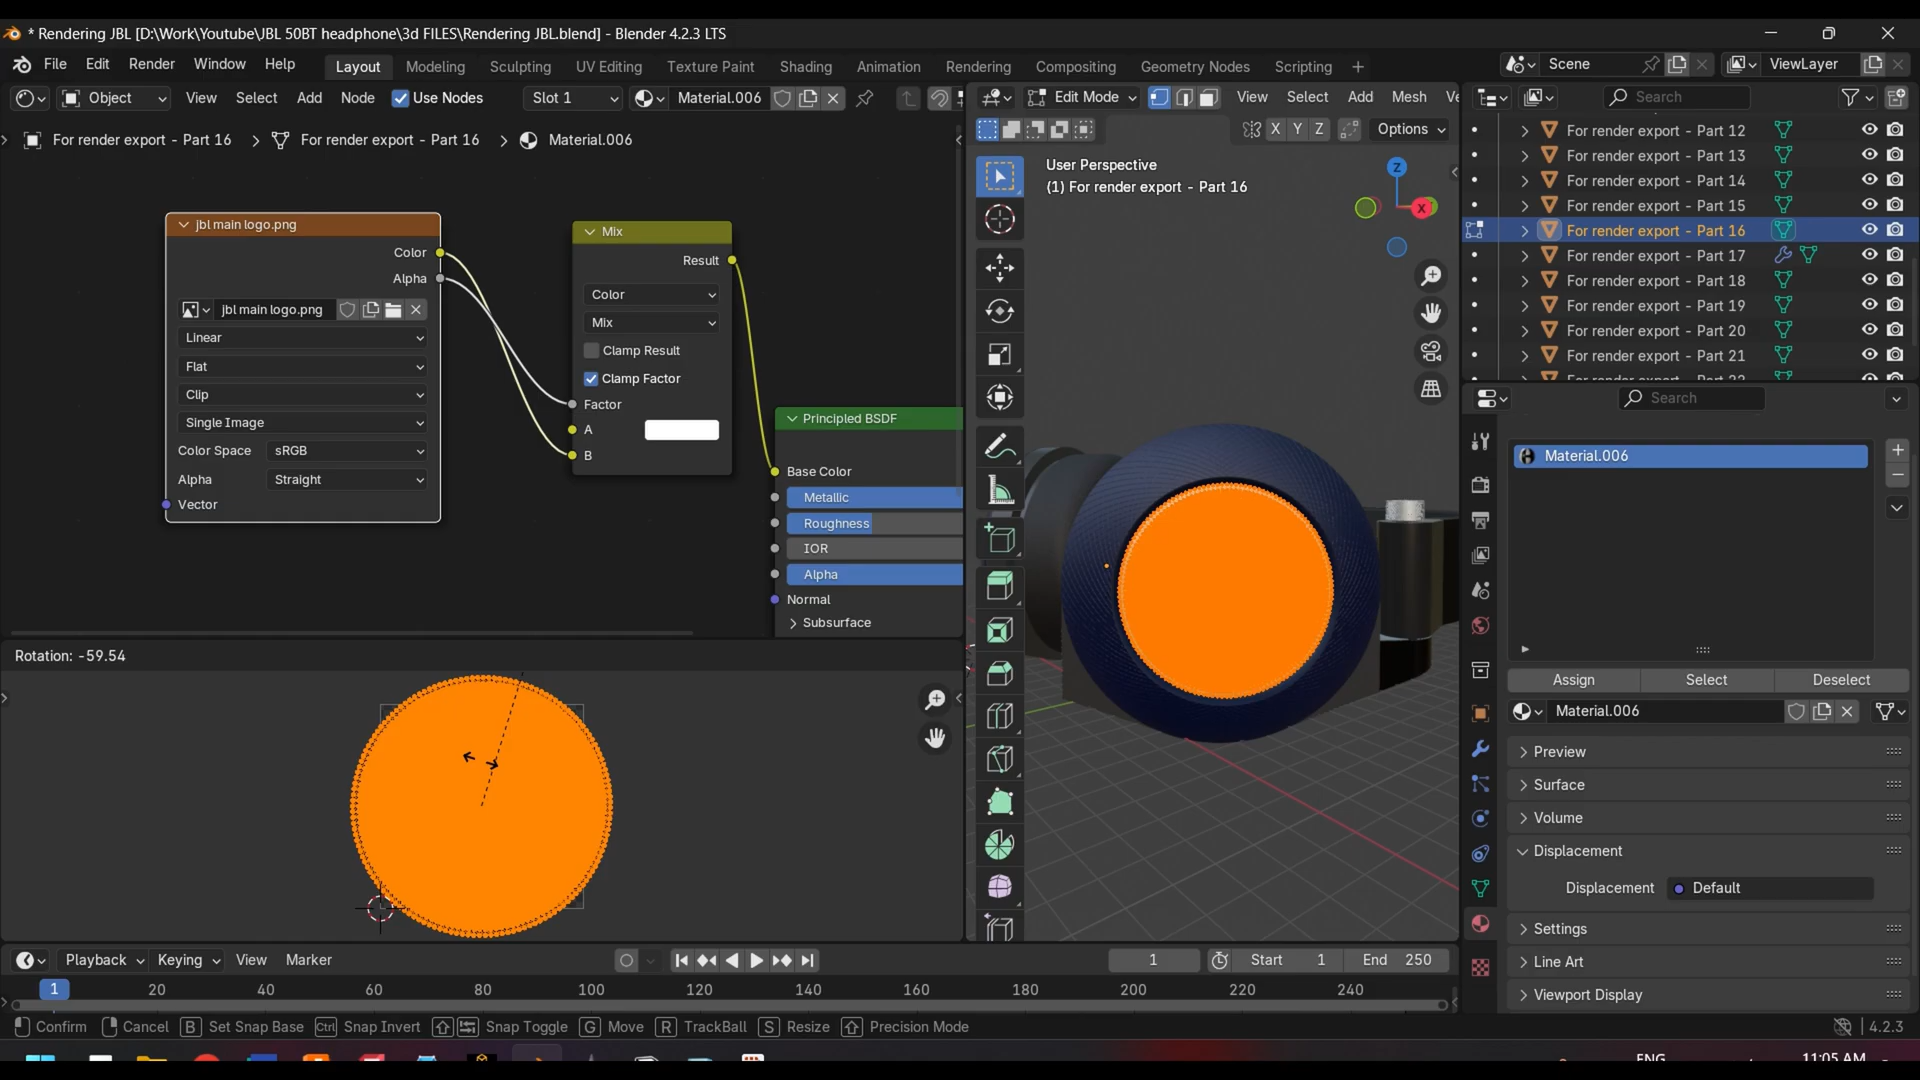 * Rendering JBL [D:\Work\Youtube\JBL 50BT headphone\3d FILES\Rendering JBL.blend] - Blender 4.2.3 LTS
File Edit Render Window Help Layout Modeling Sculpting UV Editing Texture Paint Shading Animation Rendering Compositing Geometry Nodes Scripting + Scene ViewLayer
Object View Select Add Node Use Nodes Slot 1 Material.006 Edit Mode View Select Add Mesh Ve Search
X Y Z Options
For render export - Part 16 > For render export - Part 16 > Material.006
User Perspective
(1) For render export - Part 16
Z
X
jbl main logo.png
Color
Alpha
jbl main logo.png
Linear
Flat
Clip
Single Image
Color Space sRGB
Alpha Straight
Vector
Mix
Result
Color
Mix
Clamp Result
Clamp Factor
Factor
A
B
Principled BSDF
Base Color
Metallic
Roughness
IOR
Alpha
Normal
Subsurface
For render export - Part 12
For render export - Part 13
For render export - Part 14
For render export - Part 15
For render export - Part 16
For render export - Part 17
For render export - Part 18
For render export - Part 19
For render export - Part 20
For render export - Part 21
Search
Material.006
Assign Select Deselect
Material.006
Preview
Surface
Volume
Displacement
Displacement Default
Settings
Line Art
Viewport Display
Rotation: -59.54
Playback Keying View Marker 1 Start 1 End 250
1 20 40 60 80 100 120 140 160 180 200 220 240
Confirm Cancel B Set Snap Base Ctrl Snap Invert Snap Toggle G Move R TrackBall S Resize Precision Mode 4.2.3
ENG 11:05 AM